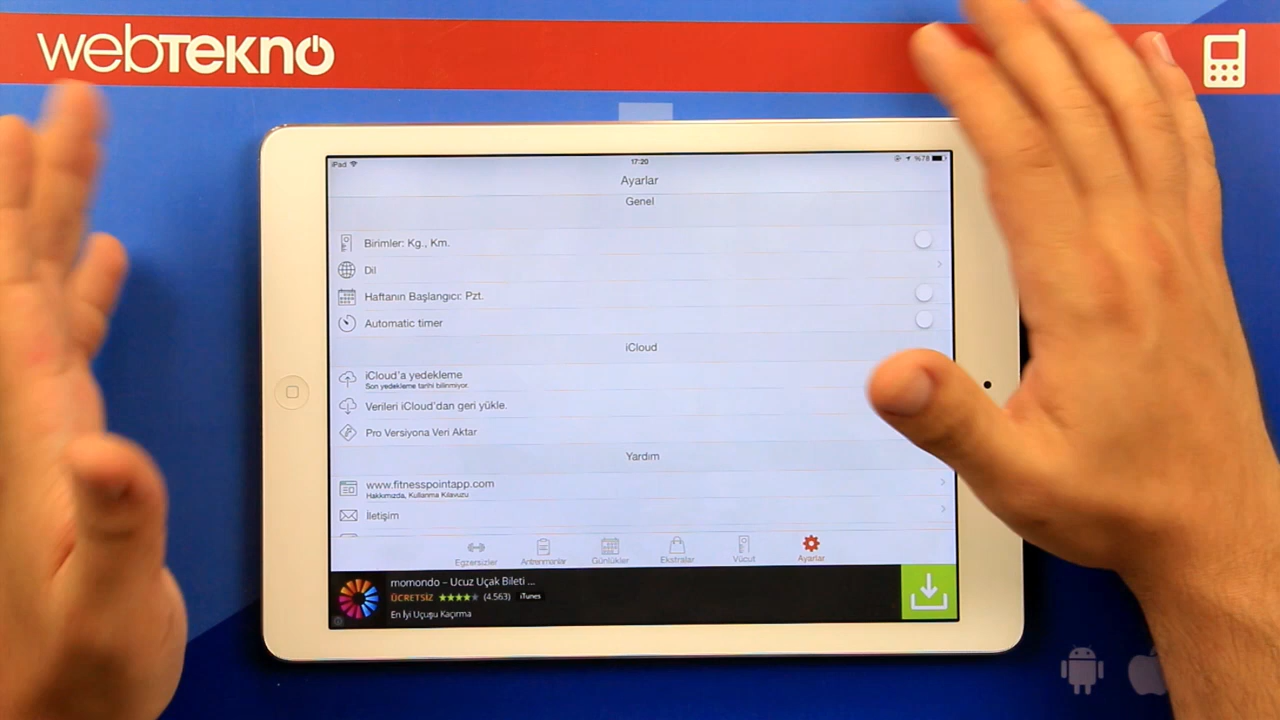 webTEKNO
iPad 17:20 %78
Ayarlar
Genel
Birimler: Kg., Km.
Dil
Haftanın Başlangıcı: Pzt.
Automatic timer
iCloud
iCloud'a yedekleme
Son yedekleme tarihi bilinmiyor.
Verileri iCloud'dan geri yükle.
Pro Versiyona Veri Aktar
Yardım
www.fitnesspointapp.com
Hakkımızda, Kullanma Kılavuzu
İletişim
Egzersizler Antrenmanlar Günlükler Ekstralar Vücut Ayarlar
momondo – Ucuz Uçak Bileti ...
ÜCRETSİZ (4.563) iTunes
En İyi Uçuşu Kaçırma